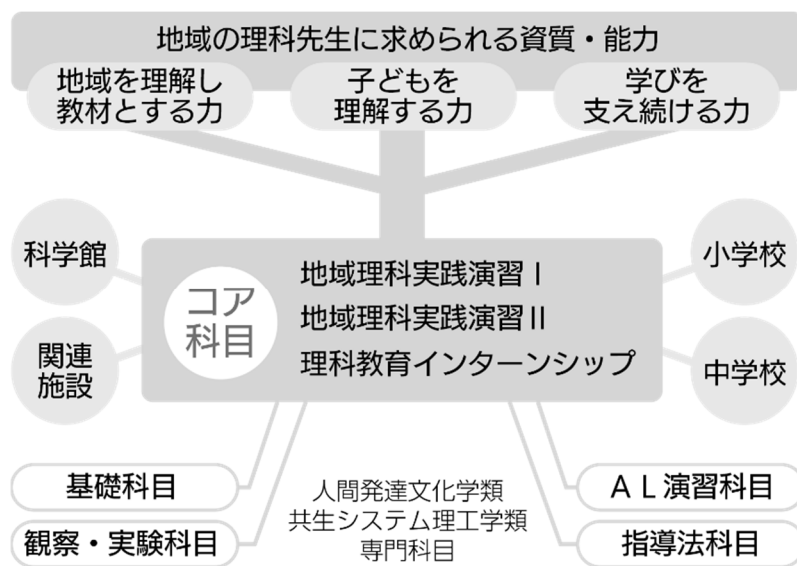 地域の理科先生に求められる資質・能力
地域を理解し
教材とする力
子どもを
理解する力
学びを
支え続ける力
科学館
関連
施設
コア
科目
地域理科実践演習Ⅰ
地域理科実践演習Ⅱ
理科教育インターンシップ
小学校
中学校
基礎科目
観察・実験科目
人間発達文化学類
共生システム理工学類
専門科目
ＡＬ演習科目
指導法科目